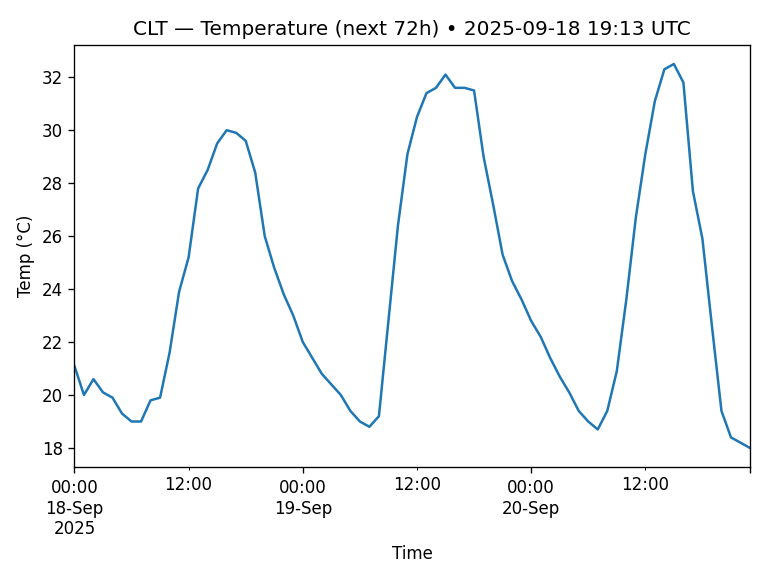 CLT — Temperature (next 72h) • 2025-09-18 19:13 UTC
Temp (°C)
32
30
28
26
24
22
20
18
00:00 12:00 00:00 12:00 00:00 12:00
18-Sep 19-Sep 20-Sep
2025
Time